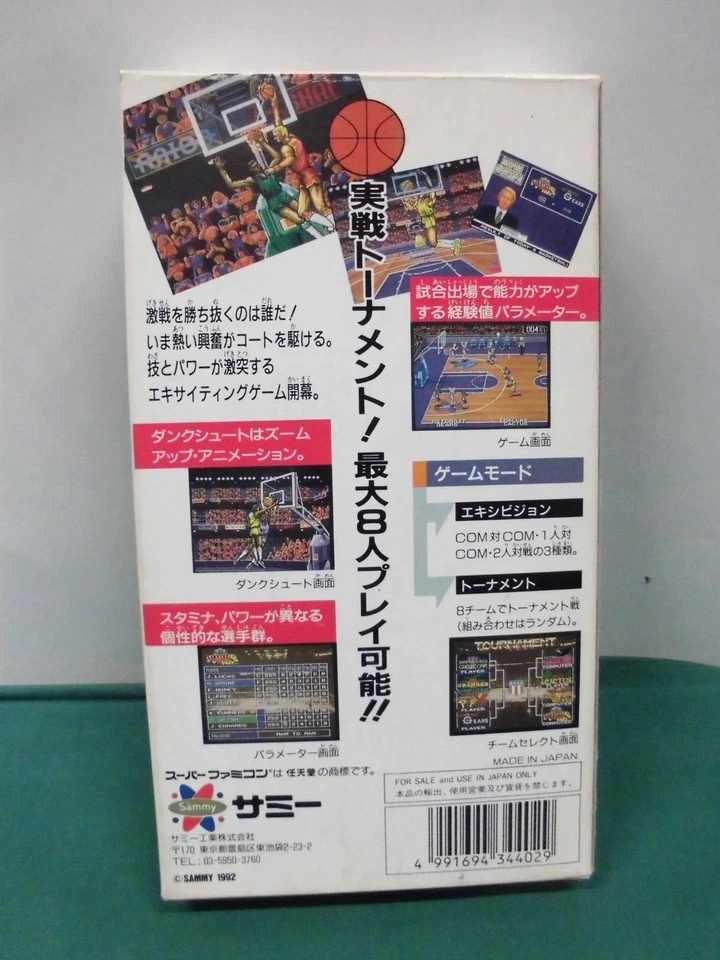 実戦トーナメント!最大8人プレイ可能!!
激戦を勝ち抜くのは誰だ!
いま熱い興奮がコートを駆ける。
技とパワーが激突する
エキサイティングゲーム開幕。
ダンクシュートはズーム
アップ・アニメーション。
ダンクシュート画面
スタミナ、パワーが異なる
個性的な選手群。
J. LUCAS
J. EDWARDS
MAN TO MAN
パラメーター画面
試合出場で能力がアップ
する経験値パラメーター。
ゲーム画面
ゲームモード
エキシビジョン
COM対COM・1人対
COM・2人対戦の3種類。
トーナメント
8チームでトーナメント戦
(組み合わせはランダム)。
TOURNAMENT
PLAYER
COMPUTER
チームセレクト画面
MADE IN JAPAN
スーパーファミコンは任天堂の商標です。
Sammy サミー
サミー工業株式会社
〒170 東京都豊島区東池袋2-23-2
TEL; 03-5950-3760
© SAMMY 1992
FOR SALE and USE IN JAPAN ONLY
本品の輸出、使用営業及び賃貸を禁じます。
4 991694 344029